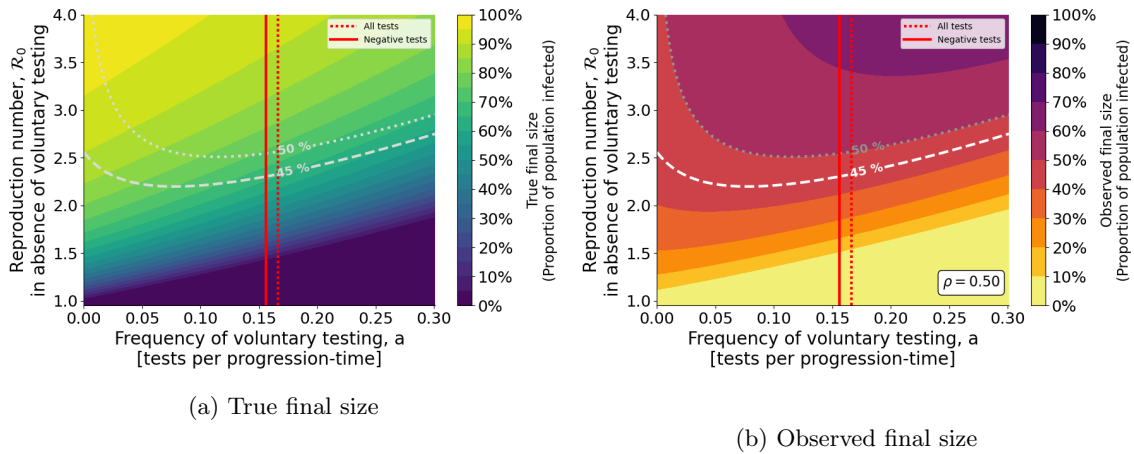 Reproduction number, R₀
in absence of voluntary testing
4.0
3.5
3.0
2.5
2.0
1.5
1.0
0.00 0.05 0.10 0.15 0.20 0.25 0.30
Frequency of voluntary testing, a
[tests per progression-time]
All tests
Negative tests
50 %
45 %
100%
90%
80%
70%
60%
50%
40%
30%
20%
10%
0%
True final size
(Proportion of population infected)
(a) True final size
Reproduction number, R₀
in absence of voluntary testing
4.0
3.5
3.0
2.5
2.0
1.5
1.0
0.00 0.05 0.10 0.15 0.20 0.25 0.30
Frequency of voluntary testing, a
[tests per progression-time]
All tests
Negative tests
50 %
45 %
ρ = 0.50
100%
90%
80%
70%
60%
50%
40%
30%
20%
10%
0%
Observed final size
(Proportion of population infected)
(b) Observed final size